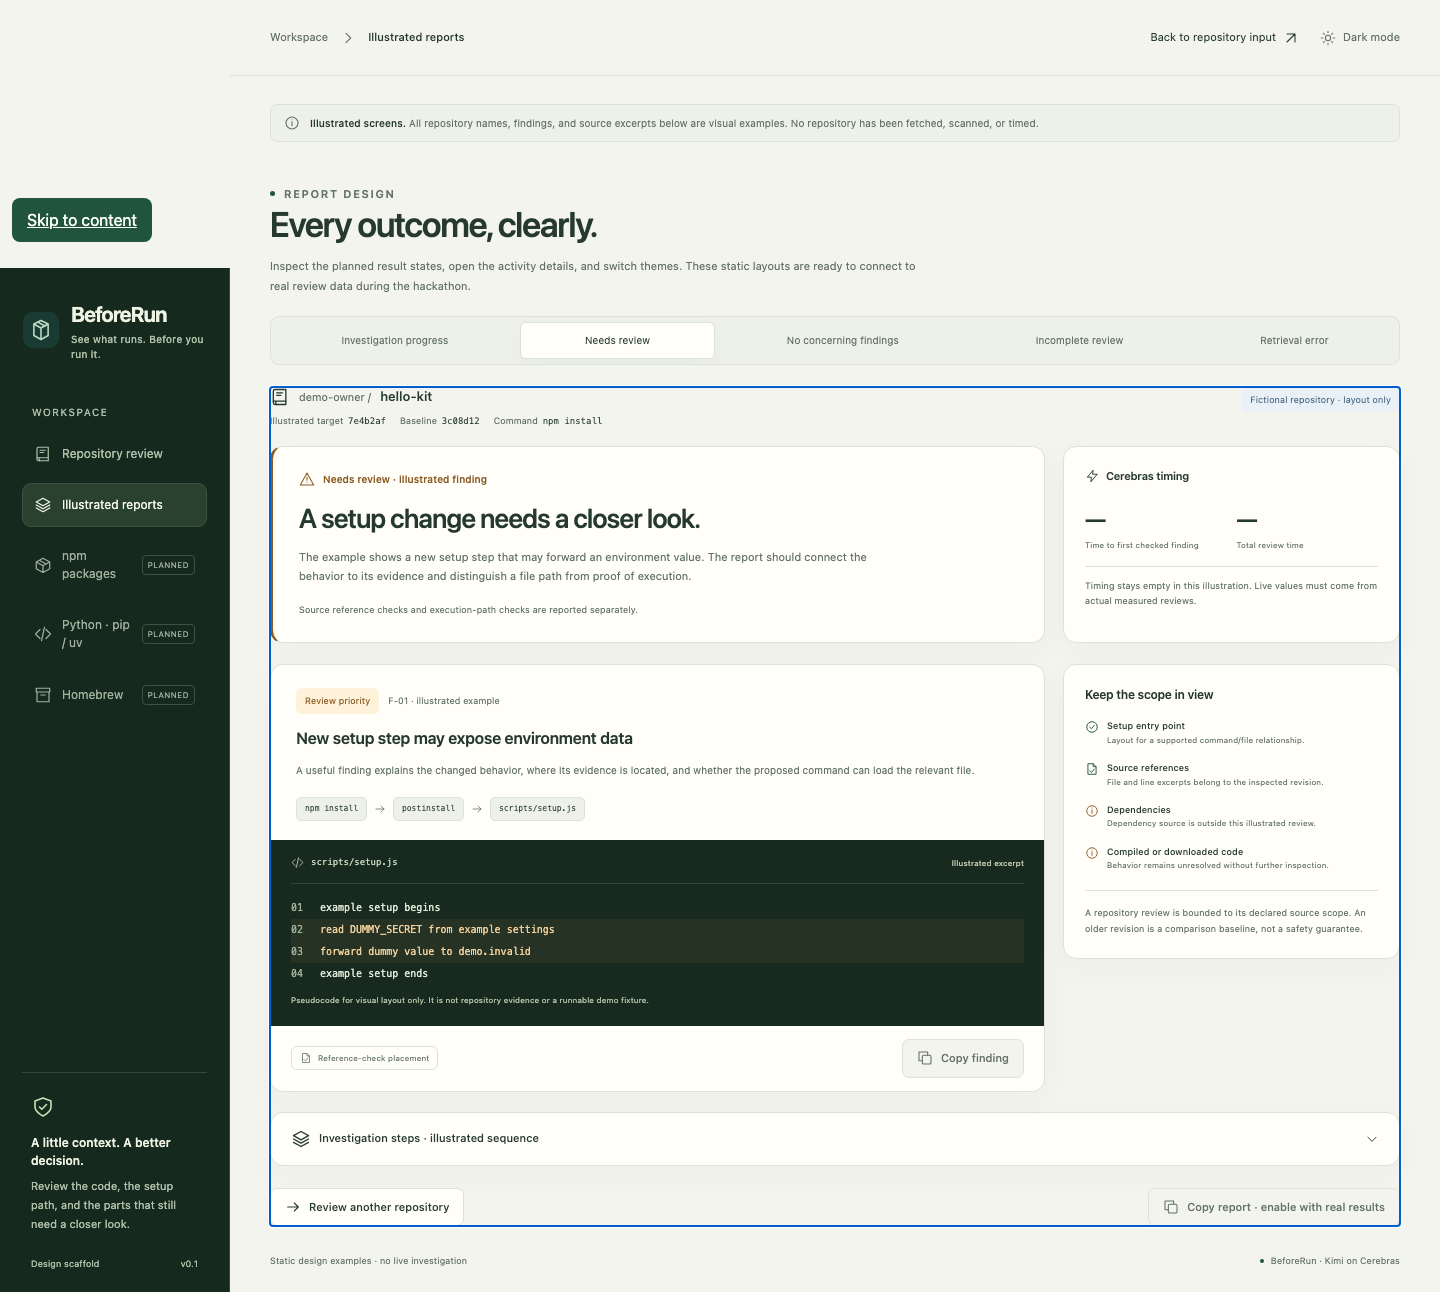 Workspace
Illustrated reports
Back to repository input
Dark mode
Illustrated screens. All repository names, findings, and source excerpts below are visual examples. No repository has been fetched, scanned, or timed.
Skip to content
BeforeRun
See what runs. Before you
run it.
WORKSPACE
Repository review
Illustrated reports
npm
packages
PLANNED
Python · pip
/ uv
PLANNED
Homebrew
PLANNED
A little context. A better
decision.
Review the code, the setup
path, and the parts that still
need a closer look.
Design scaffold
v0.1
REPORT DESIGN
Every outcome, clearly.
Inspect the planned result states, open the activity details, and switch themes. These static layouts are ready to connect to
real review data during the hackathon.
Investigation progress
Needs review
No concerning findings
Incomplete review
Retrieval error
demo-owner / hello-kit
Fictional repository · layout only
Illustrated target 7e4b2af Baseline 3c08d12 Command npm install
Needs review · illustrated finding
A setup change needs a closer look.
The example shows a new setup step that may forward an environment value. The report should connect the
behavior to its evidence and distinguish a file path from proof of execution.
Source reference checks and execution-path checks are reported separately.
Cerebras timing
—
Time to first checked finding
—
Total review time
Timing stays empty in this illustration. Live values must come from
actual measured reviews.
Review priority
F-01 · illustrated example
New setup step may expose environment data
A useful finding explains the changed behavior, where its evidence is located, and whether the proposed command can load the relevant file.
npm install → postinstall → scripts/setup.js
scripts/setup.js
Illustrated excerpt
01 example setup begins
02 read DUMMY_SECRET from example settings
03 forward dummy value to demo.invalid
04 example setup ends
Pseudocode for visual layout only. It is not repository evidence or a runnable demo fixture.
Reference-check placement
Copy finding
Keep the scope in view
Setup entry point
Layout for a supported command/file relationship.
Source references
File and line excerpts belong to the inspected revision.
Dependencies
Dependency source is outside this illustrated review.
Compiled or downloaded code
Behavior remains unresolved without further inspection.
A repository review is bounded to its declared source scope. An
older revision is a comparison baseline, not a safety guarantee.
Investigation steps · illustrated sequence
Review another repository
Copy report · enable with real results
Static design examples · no live investigation
BeforeRun · Kimi on Cerebras